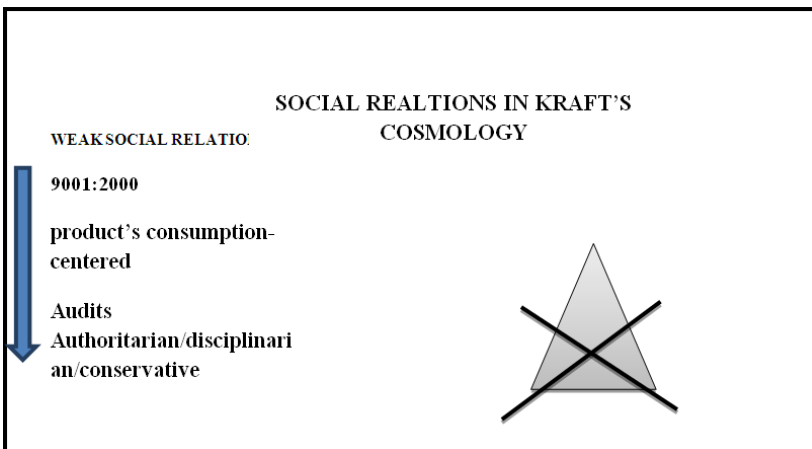 SOCIAL REALTIONS IN KRAFT'S
COSMOLOGY
WEAK SOCIAL RELATIO
9001:2000
product's consumption-
centered
Audits
Authoritarian/disciplinari
an/conservative